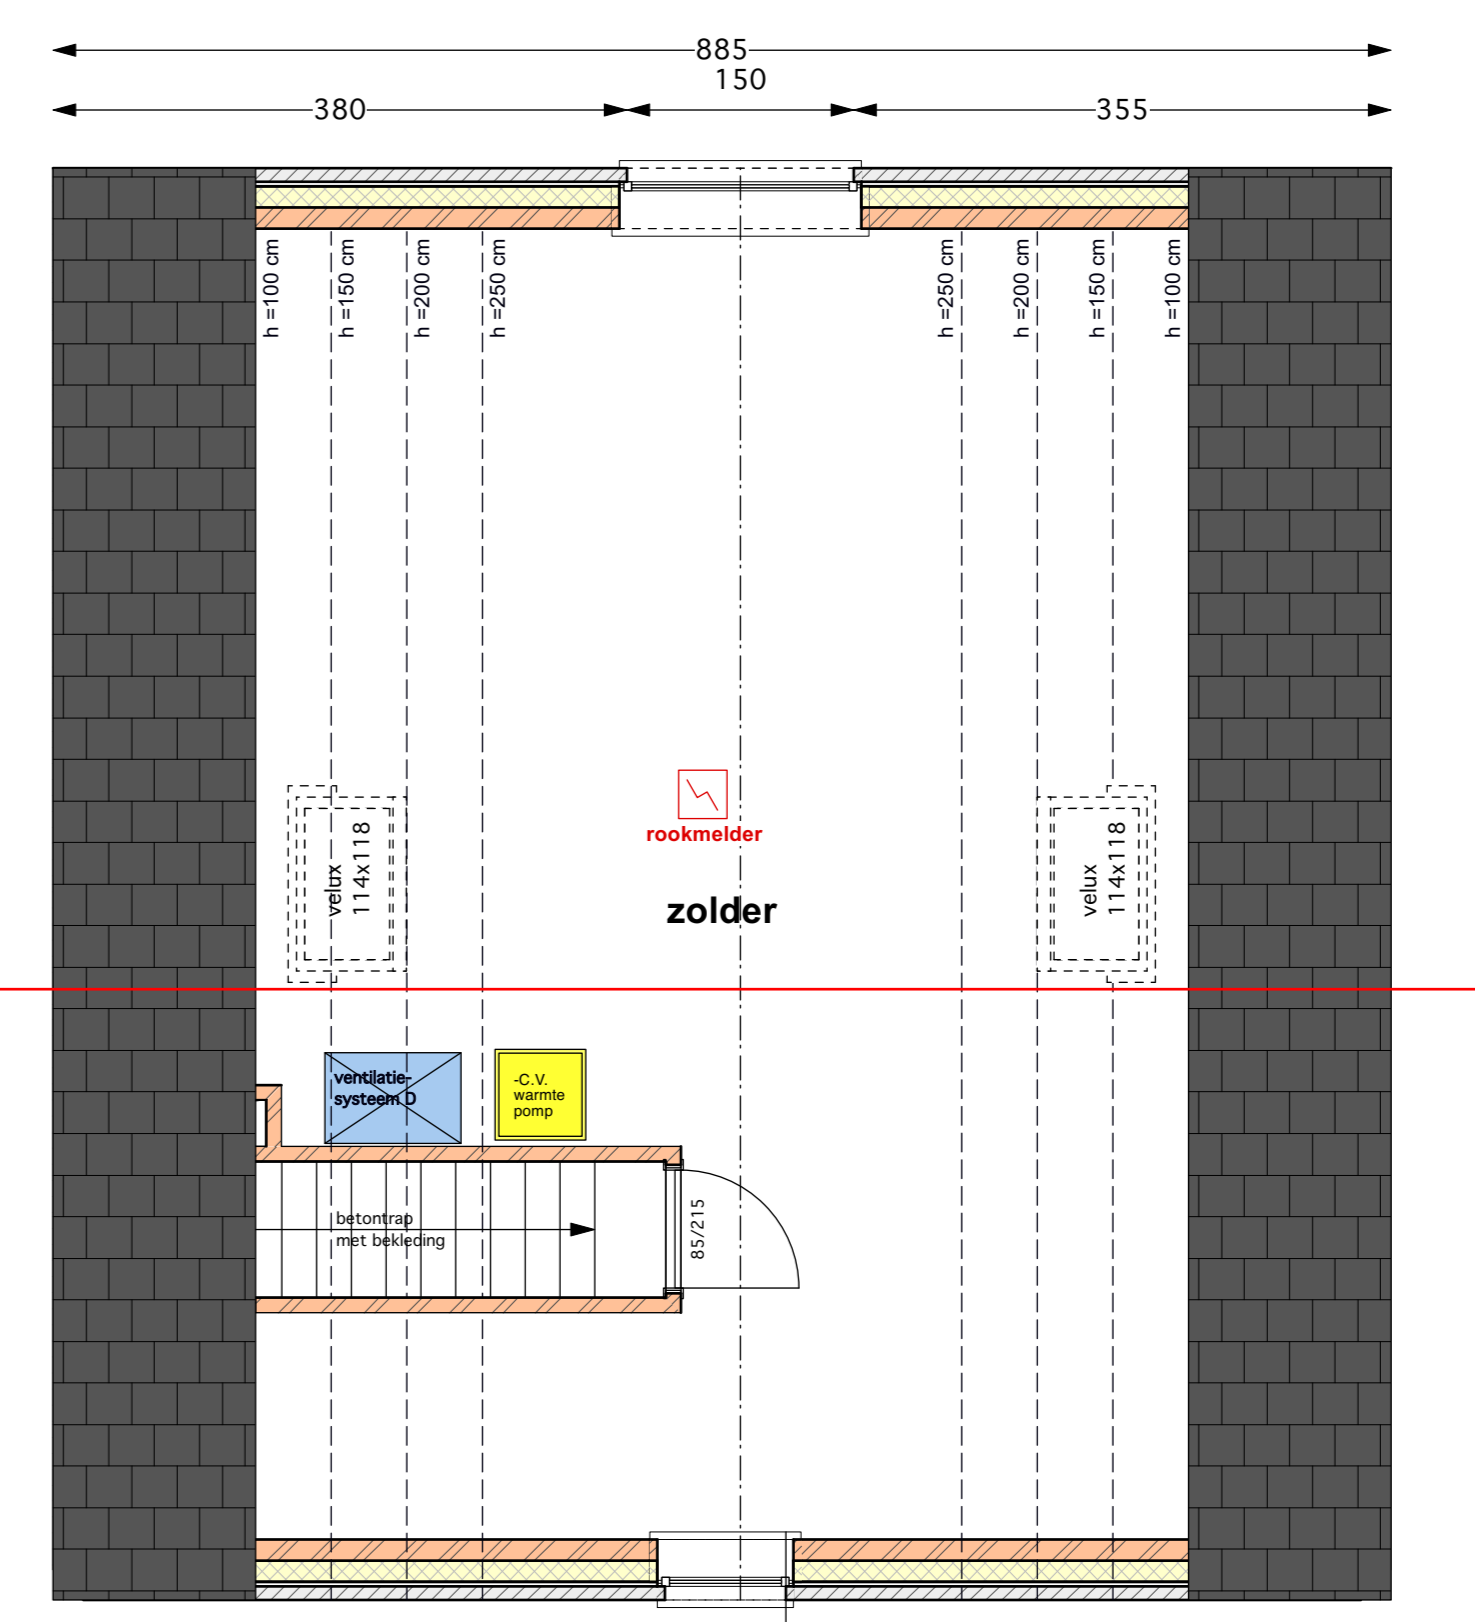 885
150
380
355
h =100 cm
h =150 cm
h =200 cm
h =250 cm
h =250 cm
h =200 cm
h =150 cm
h =100 cm
velux
114x118
rookmelder
velux
114x118
zolder
ventilatie-
systeem D
-C.V.
warmte
pomp
betontrap
met bekleding
85/215